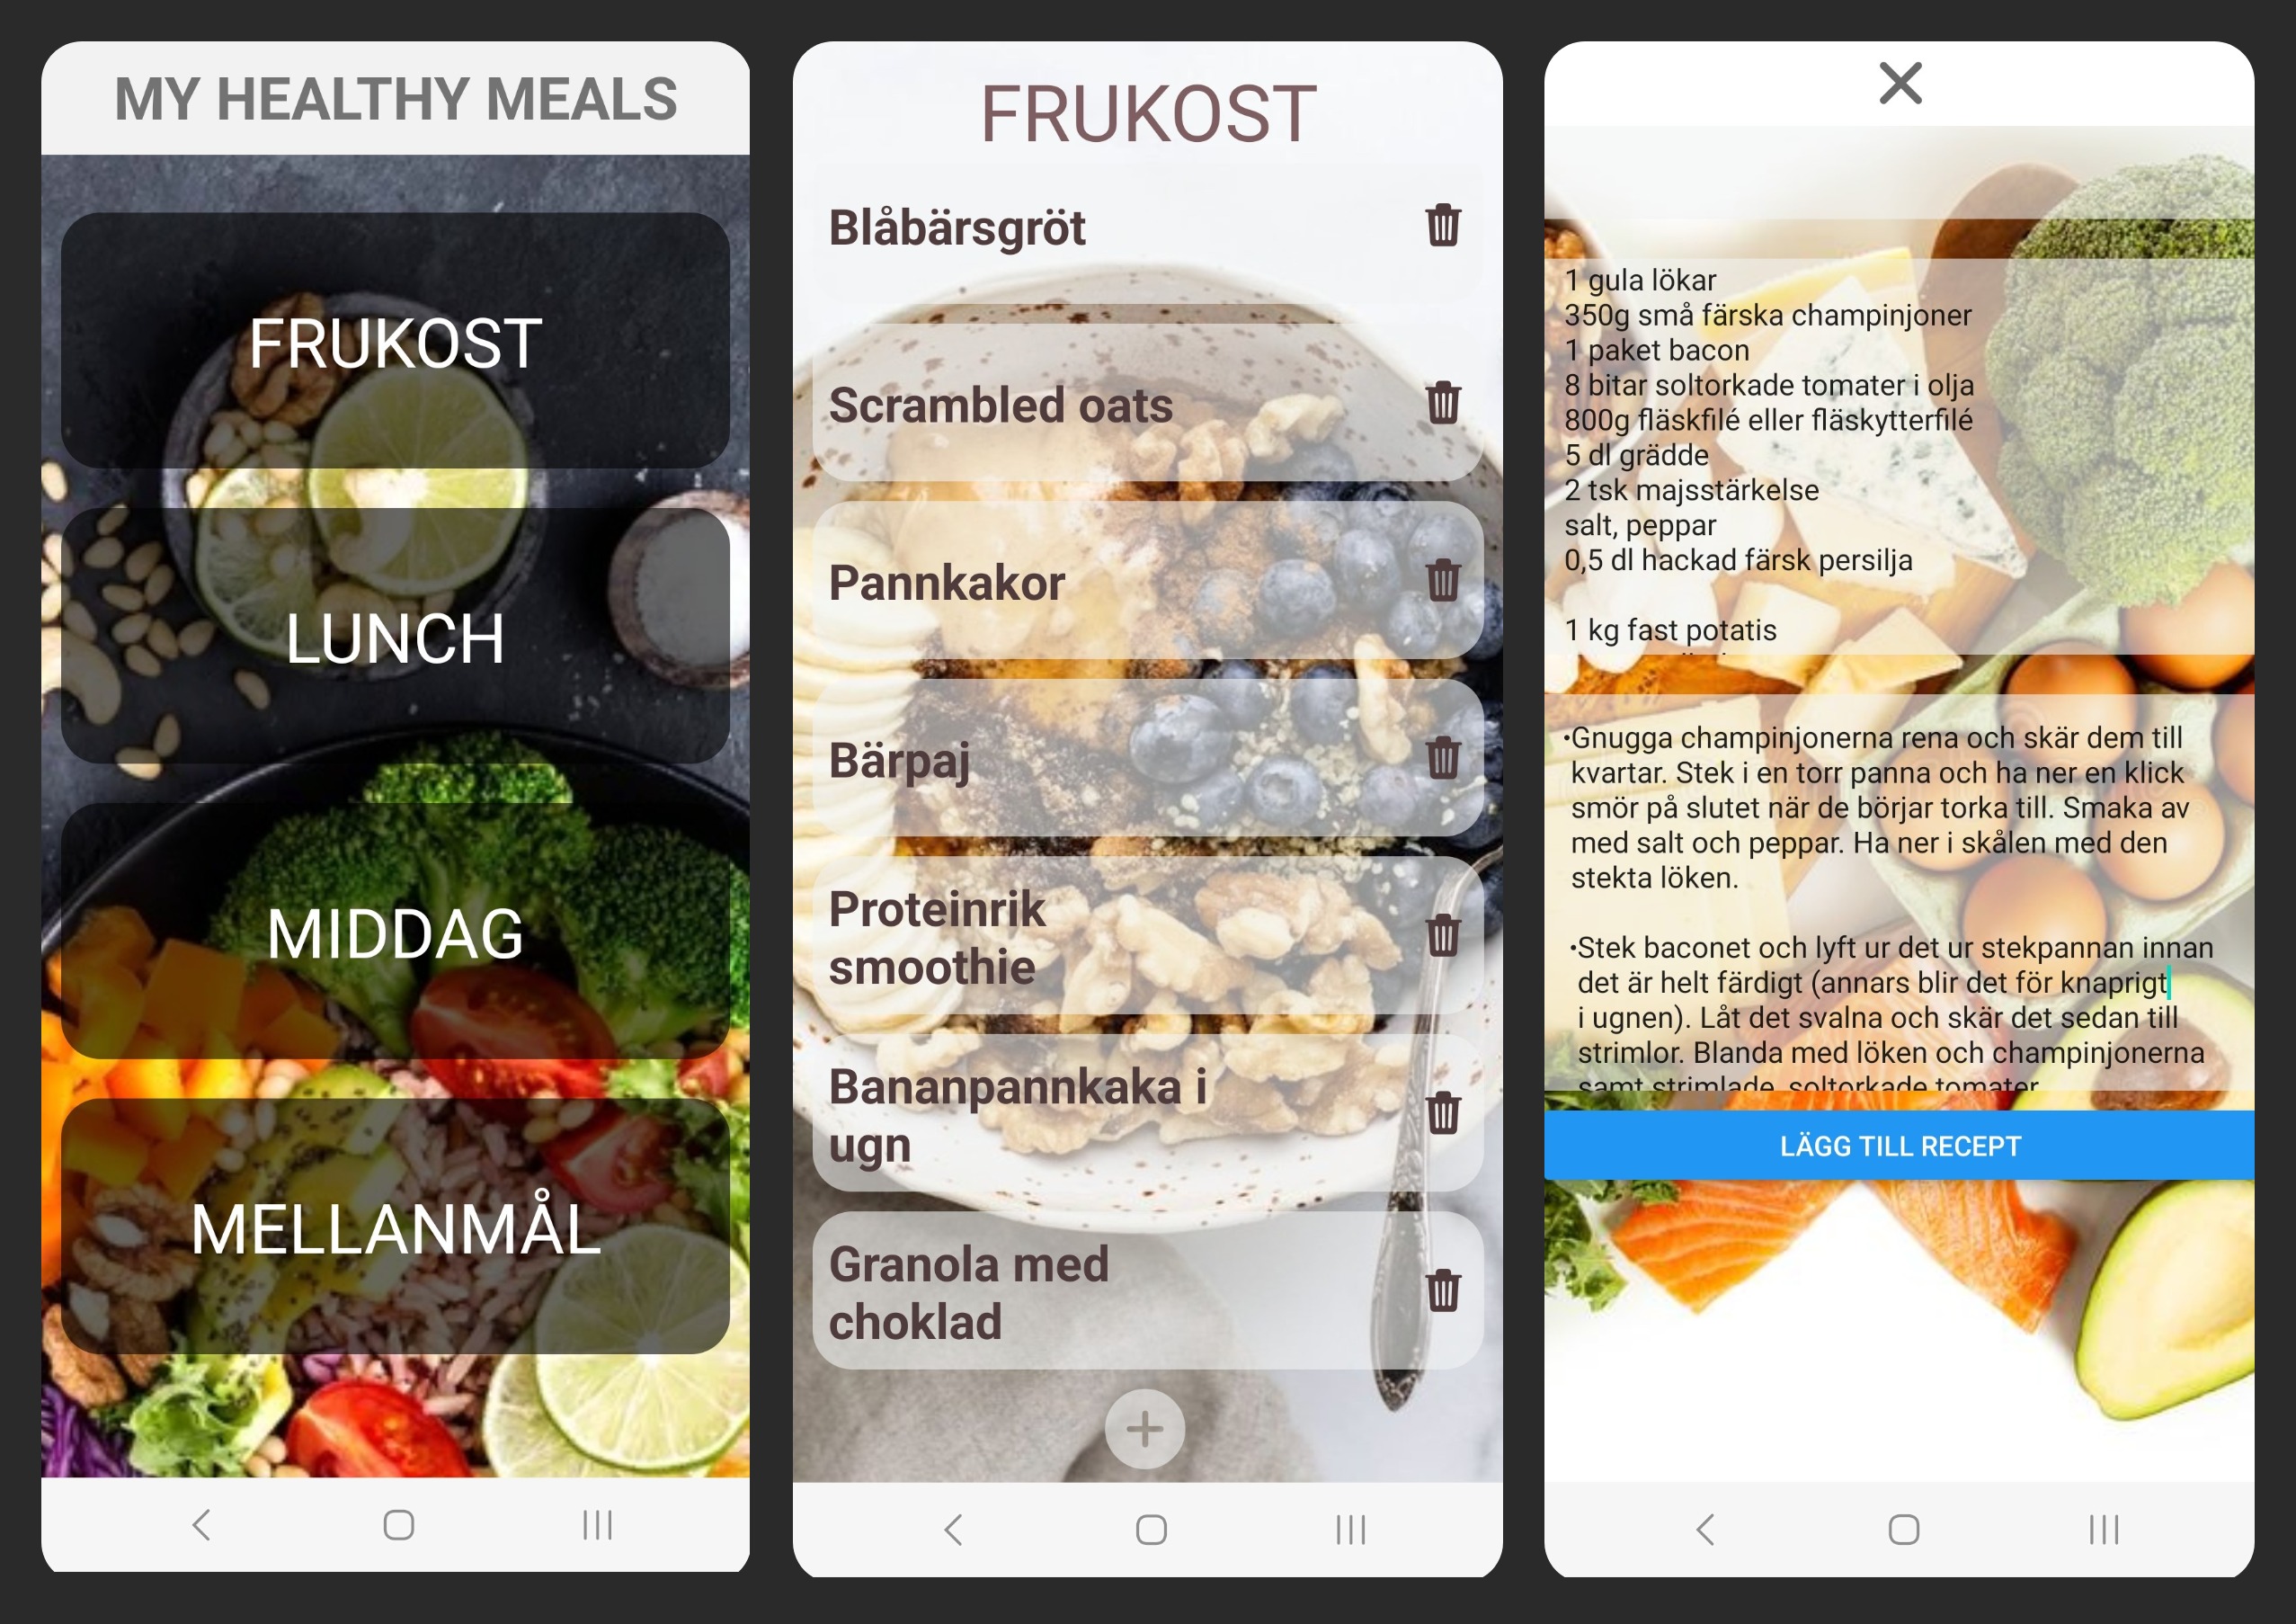 MY HEALTHY MEALS
FRUKOST
LUNCH
MIDDAG
MELLANMÅL
FRUKOST
Blåbärsgröt
Scrambled oats
Pannkakor
Bärpaj
Proteinrik
smoothie
Bananpannkaka i
ugn
Granola med
choklad
1 gula lökar
350g små färska champinjoner
1 paket bacon
8 bitar soltorkade tomater i olja
800g fläskfilé eller fläskytterfilé
5 dl grädde
2 tsk majsstärkelse
salt, peppar
0,5 dl hackad färsk persilja
1 kg fast potatis
•Gnugga champinjonerna rena och skär dem till
kvartar. Stek i en torr panna och ha ner en klick
smör på slutet när de börjar torka till. Smaka av
med salt och peppar. Ha ner i skålen med den
stekta löken.
•Stek baconet och lyft ur det ur stekpannan innan
det är helt färdigt (annars blir det för knaprigt
i ugnen). Låt det svalna och skär det sedan till
strimlor. Blanda med löken och champinjonerna
samt strimlade, soltorkade tomater
LÄGG TILL RECEPT